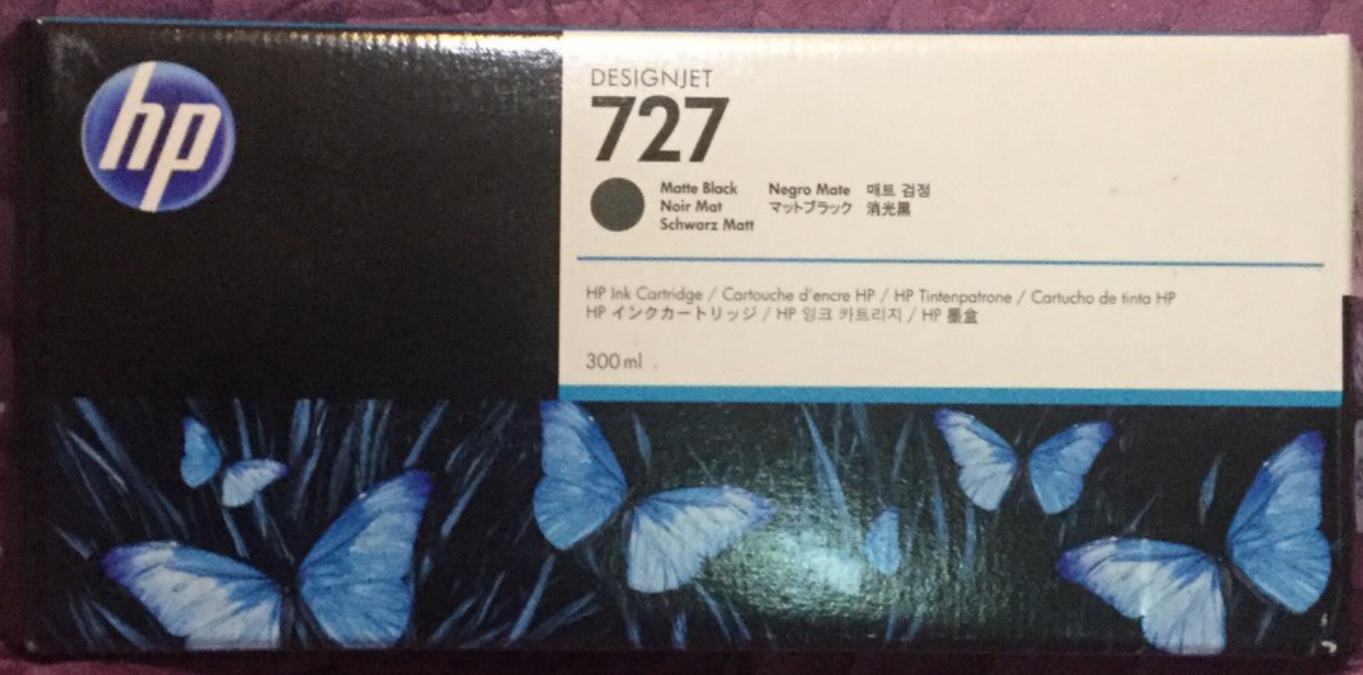 hp
DESIGNJET
727
Matte Black Negro Mate 매트 검정
Noir Mat マットブラック 消光黑
Schwarz Matt
HP Ink Cartridge / Cartouche d'encre HP / HP Tintenpatrone / Cartucho de tinta HP
HP インクカートリッジ / HP 잉크 카트리지 / HP 墨盒
300 ml